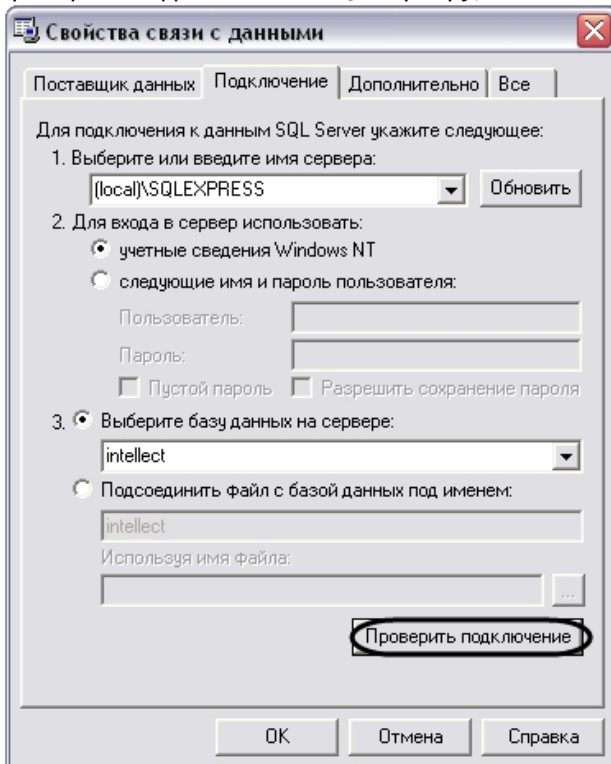 Свойства связи с данными
Поставщик данных Подключение Дополнительно Все
Для подключения к данным SQL Server укажите следующее:
1. Выберите или введите имя сервера:
(local)\SQLEXPRESS Обновить
2. Для входа в сервер использовать:
учетные сведения Windows NT
следующие имя и пароль пользователя:
Пользователь:
Пароль:
Пустой пароль Разрешить сохранение пароля
3. Выберите базу данных на сервере:
intellect
Подсоединить файл с базой данных под именем:
intellect
Используя имя файла:
...
Проверить подключение
OK Отмена Справка